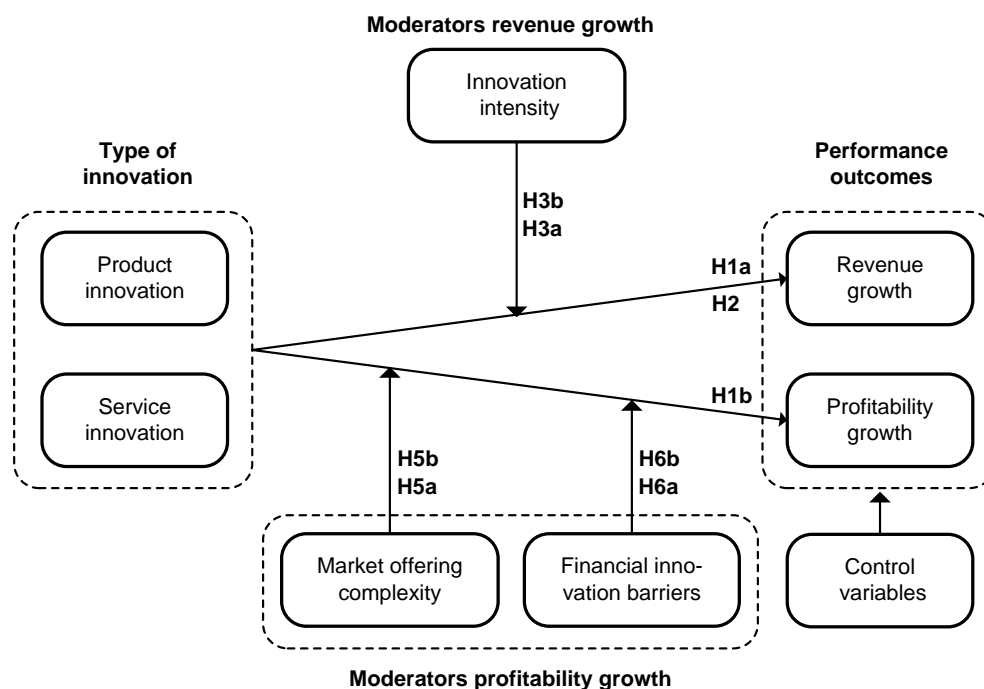 Moderators revenue growth
Innovation
intensity
Type of
innovation
Performance
outcomes
H3b
H3a
Product
innovation
H1a
H2
Revenue
growth
Service
innovation
H1b
Profitability
growth
H5b
H5a
H6b
H6a
Market offering
complexity
Financial inno-
vation barriers
Control
variables
Moderators profitability growth